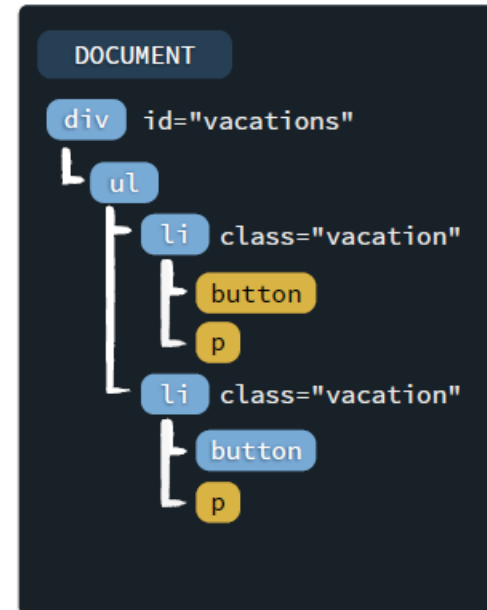 DOCUMENT
div id="vacations"
ul
li class="vacation"
button
p
li class="vacation"
button
p